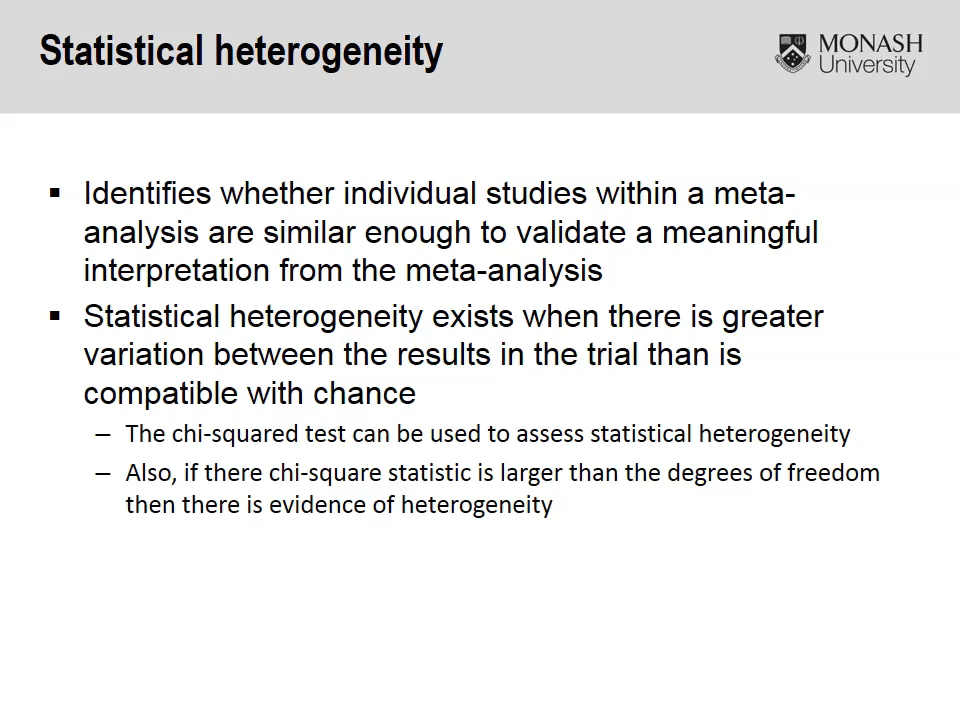 Statistical heterogeneity
MONASH
University
▪ Identifies whether individual studies within a meta-
analysis are similar enough to validate a meaningful
interpretation from the meta-analysis
▪ Statistical heterogeneity exists when there is greater
variation between the results in the trial than is
compatible with chance
– The chi-squared test can be used to assess statistical heterogeneity
– Also, if there chi-square statistic is larger than the degrees of freedom
then there is evidence of heterogeneity